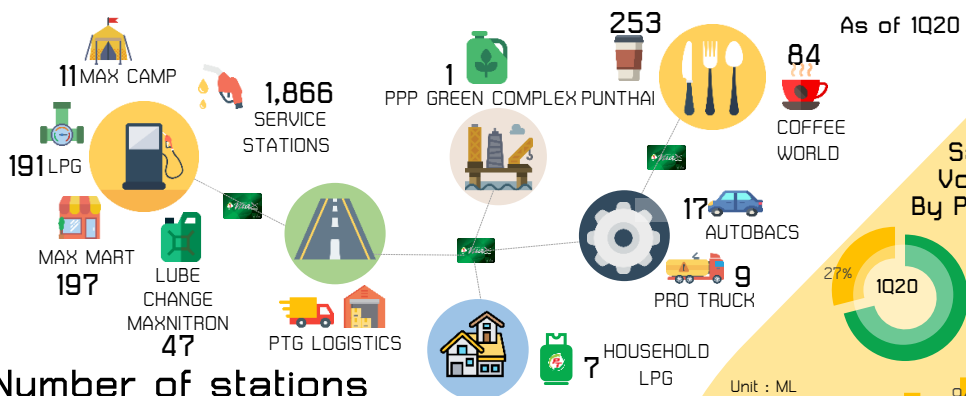 As of 1Q20
11 MAX CAMP
1,866
SERVICE
STATIONS
191 LPG
MAX MART
197
LUBE
CHANGE
MAXNITRON
47
PTG LOGISTICS
1
PPP GREEN COMPLEX
253
PUNTHAI
84
COFFEE
WORLD
17
AUTOBACS
9
PRO TRUCK
7 HOUSEHOLD
LPG
By P
27%
1Q20
Unit : ML
Number of stations